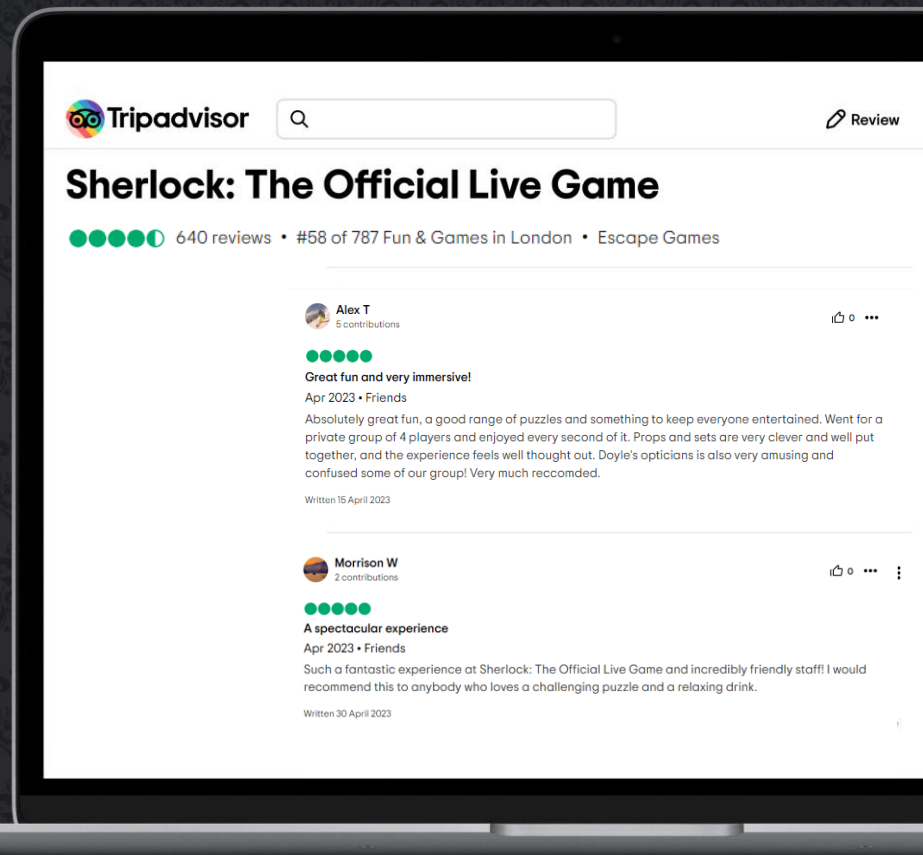 Tripadvisor
Review
Sherlock: The Official Live Game
640 reviews • #58 of 787 Fun & Games in London • Escape Games
Alex T
5 contributions
0 •••
Great fun and very immersive!
Apr 2023 • Friends
Absolutely great fun, a good range of puzzles and something to keep everyone entertained. Went for a
private group of 4 players and enjoyed every second of it. Props and sets are very clever and well put
together, and the experience feels well thought out. Doyle's opticians is also very amusing and
confused some of our group! Very much reccomded.
Written 15 April 2023
Morrison W
2 contributions
0 •••
A spectacular experience
Apr 2023 • Friends
Such a fantastic experience at Sherlock: The Official Live Game and incredibly friendly staff! I would
recommend this to anybody who loves a challenging puzzle and a relaxing drink.
Written 30 April 2023